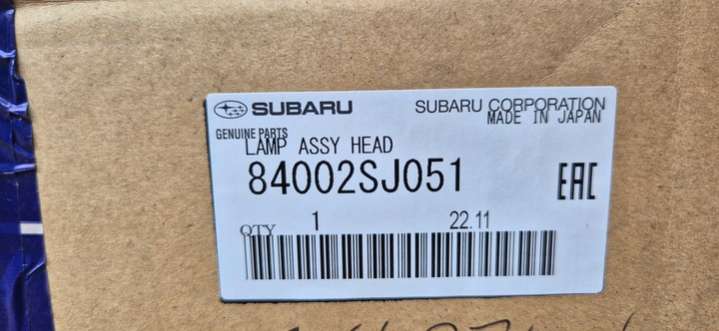 SUBARU SUBARU CORPORATION
MADE IN JAPAN
GENUINE PARTS
LAMP ASSY HEAD
84002SJ051
EAC
QTY 1 22.11